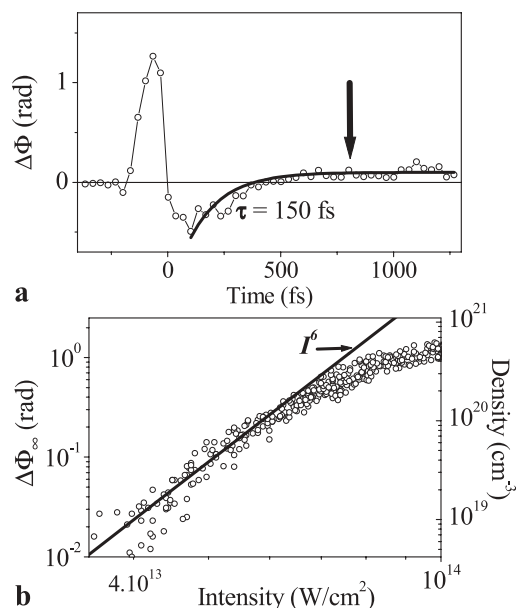 ΔΦ (rad)
1
0
τ = 150 fs
0
500
1000
a
Time (fs)
I⁶
10⁰
10⁻¹
10⁻²
ΔΦ∞ (rad)
10²¹
10²⁰
10¹⁹
Density (cm⁻³)
4.10¹³
10¹⁴
b
Intensity (W/cm²)